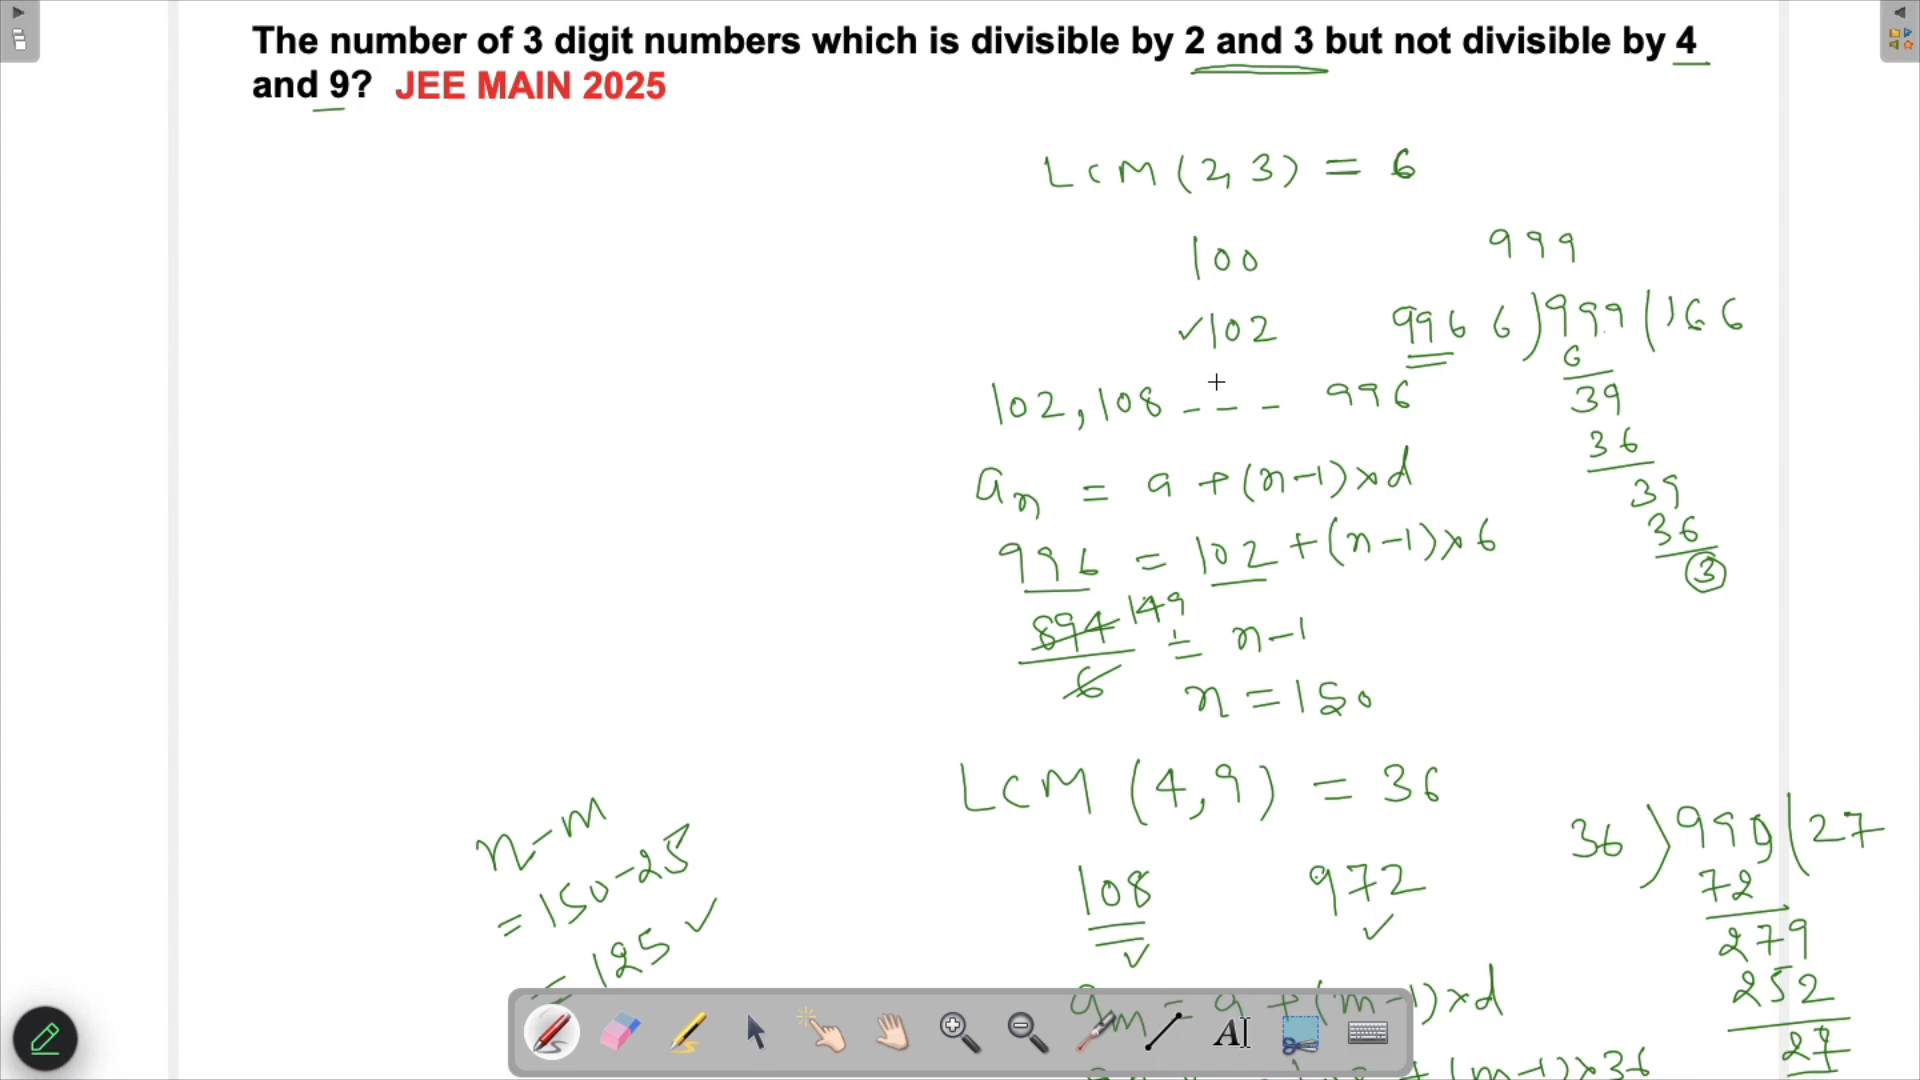 The number of 3 digit numbers which is divisible by 2 and 3 but not divisible by 4
and 9? JEE MAIN 2025
LCM (2, 3) = 6
100
999
✓102
996
6)999(166
6
39
36
39
36
3
102, 108 - - - 996
an = a + (n-1)×d
996 = 102 + (n-1)×6
894/6 149 = n-1
n = 150
LCM (4, 9) = 36
108 ✓
972 ✓
36)999(27
72
279
252
27
am = a + (m-1)×d
+ (m-1)×36
n-m
= 150-25
= 125 ✓
AI